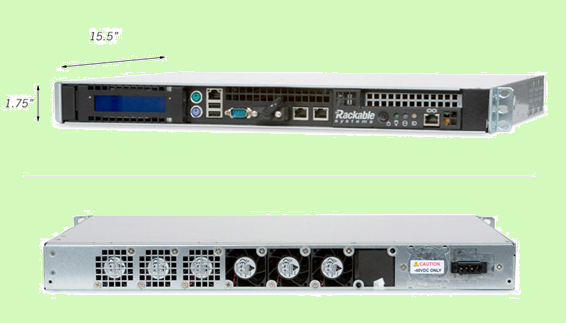 15.5"
1.75"
Rackable
systems
CAUTION
-48VDC ONLY